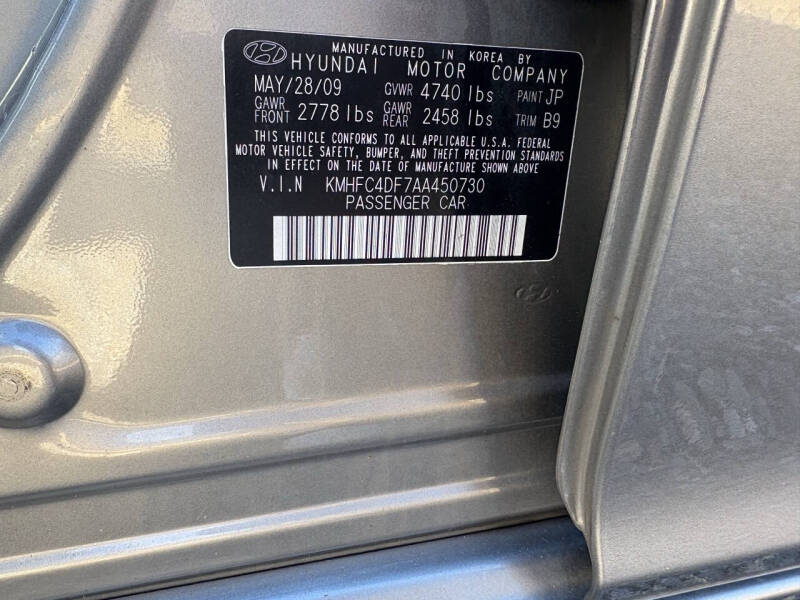 MANUFACTURED IN KOREA BY
HYUNDAI MOTOR COMPANY
MAY/28/09 GVWR 4740 lbs PAINT JP
GAWR FRONT 2778 lbs GAWR REAR 2458 lbs TRIM B9
THIS VEHICLE CONFORMS TO ALL APPLICABLE U.S.A. FEDERAL
MOTOR VEHICLE SAFETY, BUMPER, AND THEFT PREVENTION STANDARDS
IN EFFECT ON THE DATE OF MANUFACTURE SHOWN ABOVE
V.I.N KMHFC4DF7AA450730
PASSENGER CAR